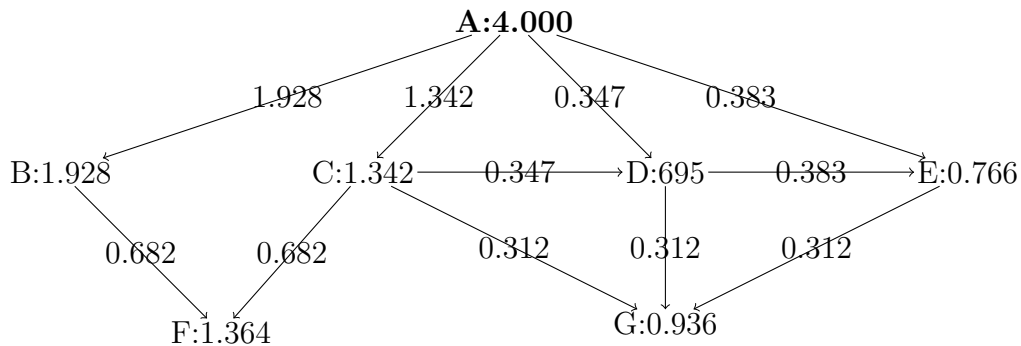 A:4.000
1.928 1.342 0.347 0.383
B:1.928 C:1.342 0.347 D:695 0.383 E:0.766
0.682 0.682 0.312 0.312 0.312
F:1.364 G:0.936